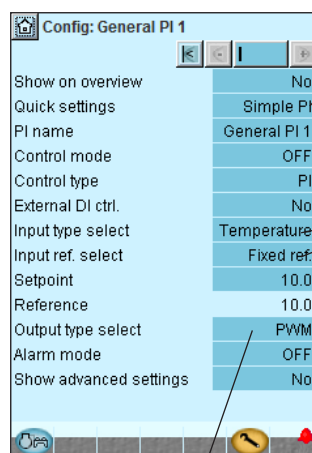 Config: General PI 1
Show on overview No
Quick settings Simple PI
PI name General PI 1
Control mode OFF
Control type PI
External DI ctrl. No
Input type select Temperature
Input ref. select Fixed ref.
Setpoint 10.0
Reference 10.0
Output type select PWM
Alarm mode OFF
Show advanced settings No